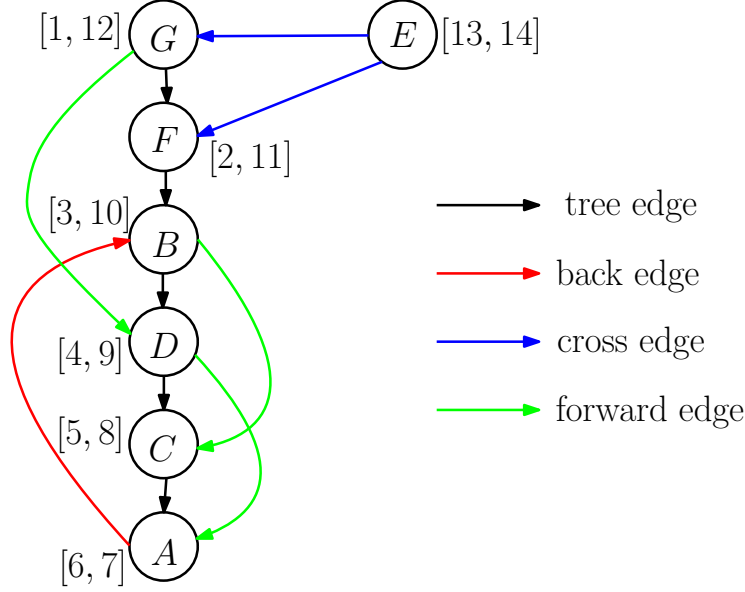 [1, 12] G E [13, 14]
F
[2, 11]
[3, 10]
B
D
[4, 9]
[5, 8]
C
A
[6, 7]
tree edge
back edge
cross edge
forward edge